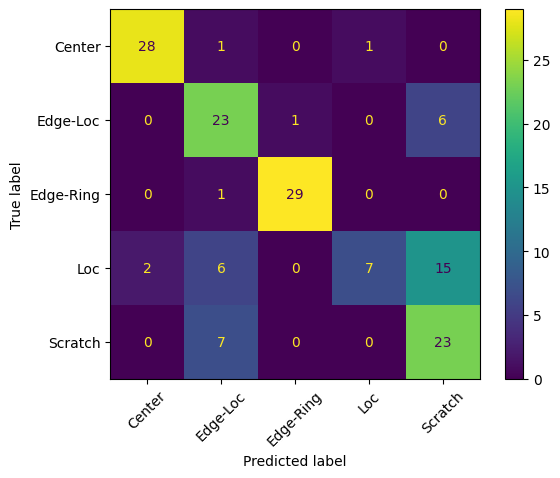 Center 28 1 0 1 0
Edge-Loc 0 23 1 0 6
Edge-Ring 0 1 29 0 0
Loc 2 6 0 7 15
Scratch 0 7 0 0 23
Center Edge-Loc Edge-Ring Loc Scratch
Predicted label
True label
25
20
15
10
5
0